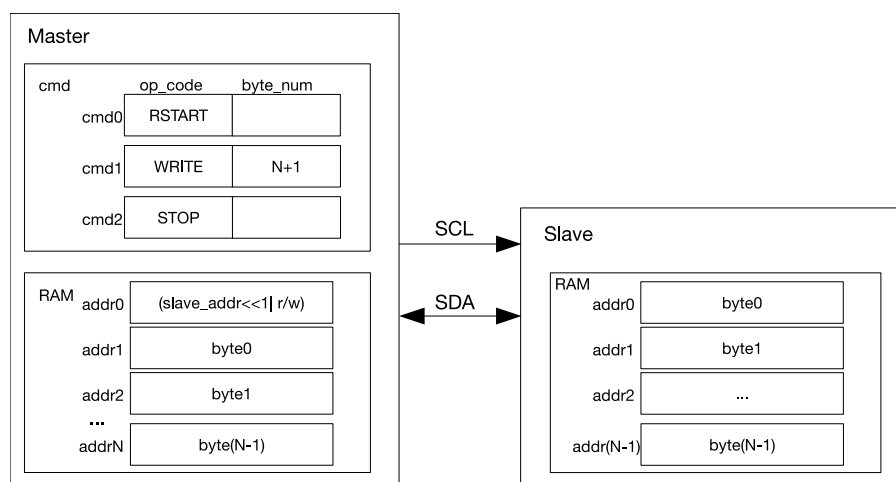 Master
cmd op_code byte_num
cmd0 RSTART
cmd1 WRITE N+1
cmd2 STOP
RAM
addr0 (slave_addr<<1| r/w)
addr1 byte0
addr2 byte1
...
addrN byte(N-1)
SCL
SDA
Slave
RAM
addr0 byte0
addr1 byte1
addr2 ...
addr(N-1) byte(N-1)